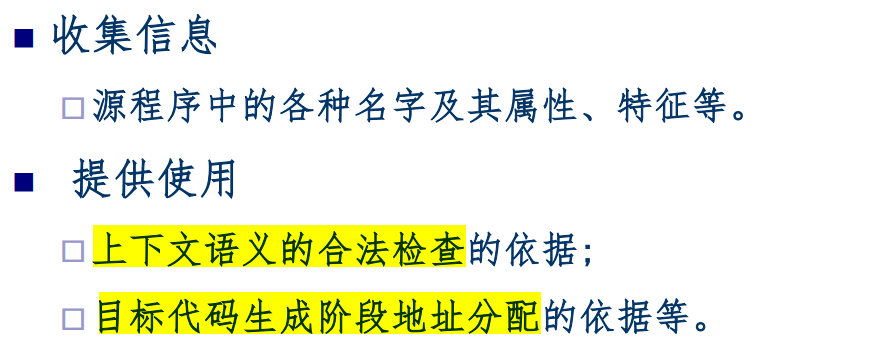 收集信息
源程序中的各种名字及其属性、特征等。
提供使用
上下文语义的合法检查的依据;
目标代码生成阶段地址分配的依据等。